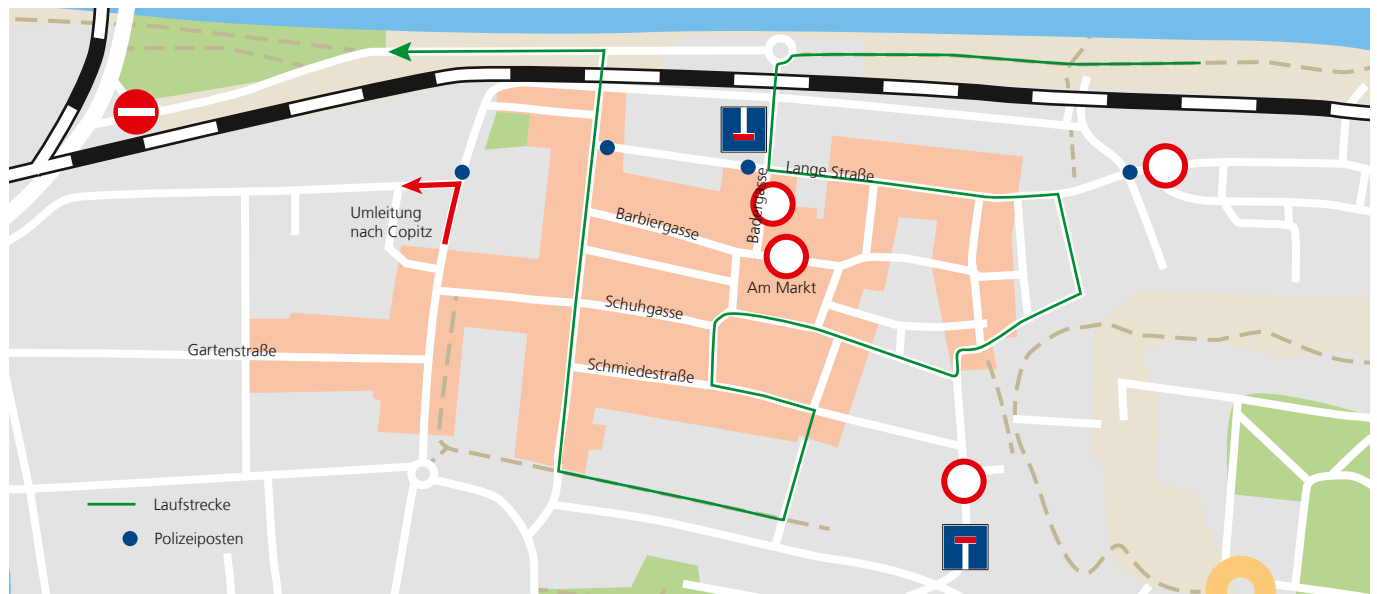 Lange Straße
Badergasse
Umleitung
nach Copitz
Barbiergasse
Am Markt
Schuhgasse
Gartenstraße
Schmiedestraße
Laufstrecke
Polizeiposten